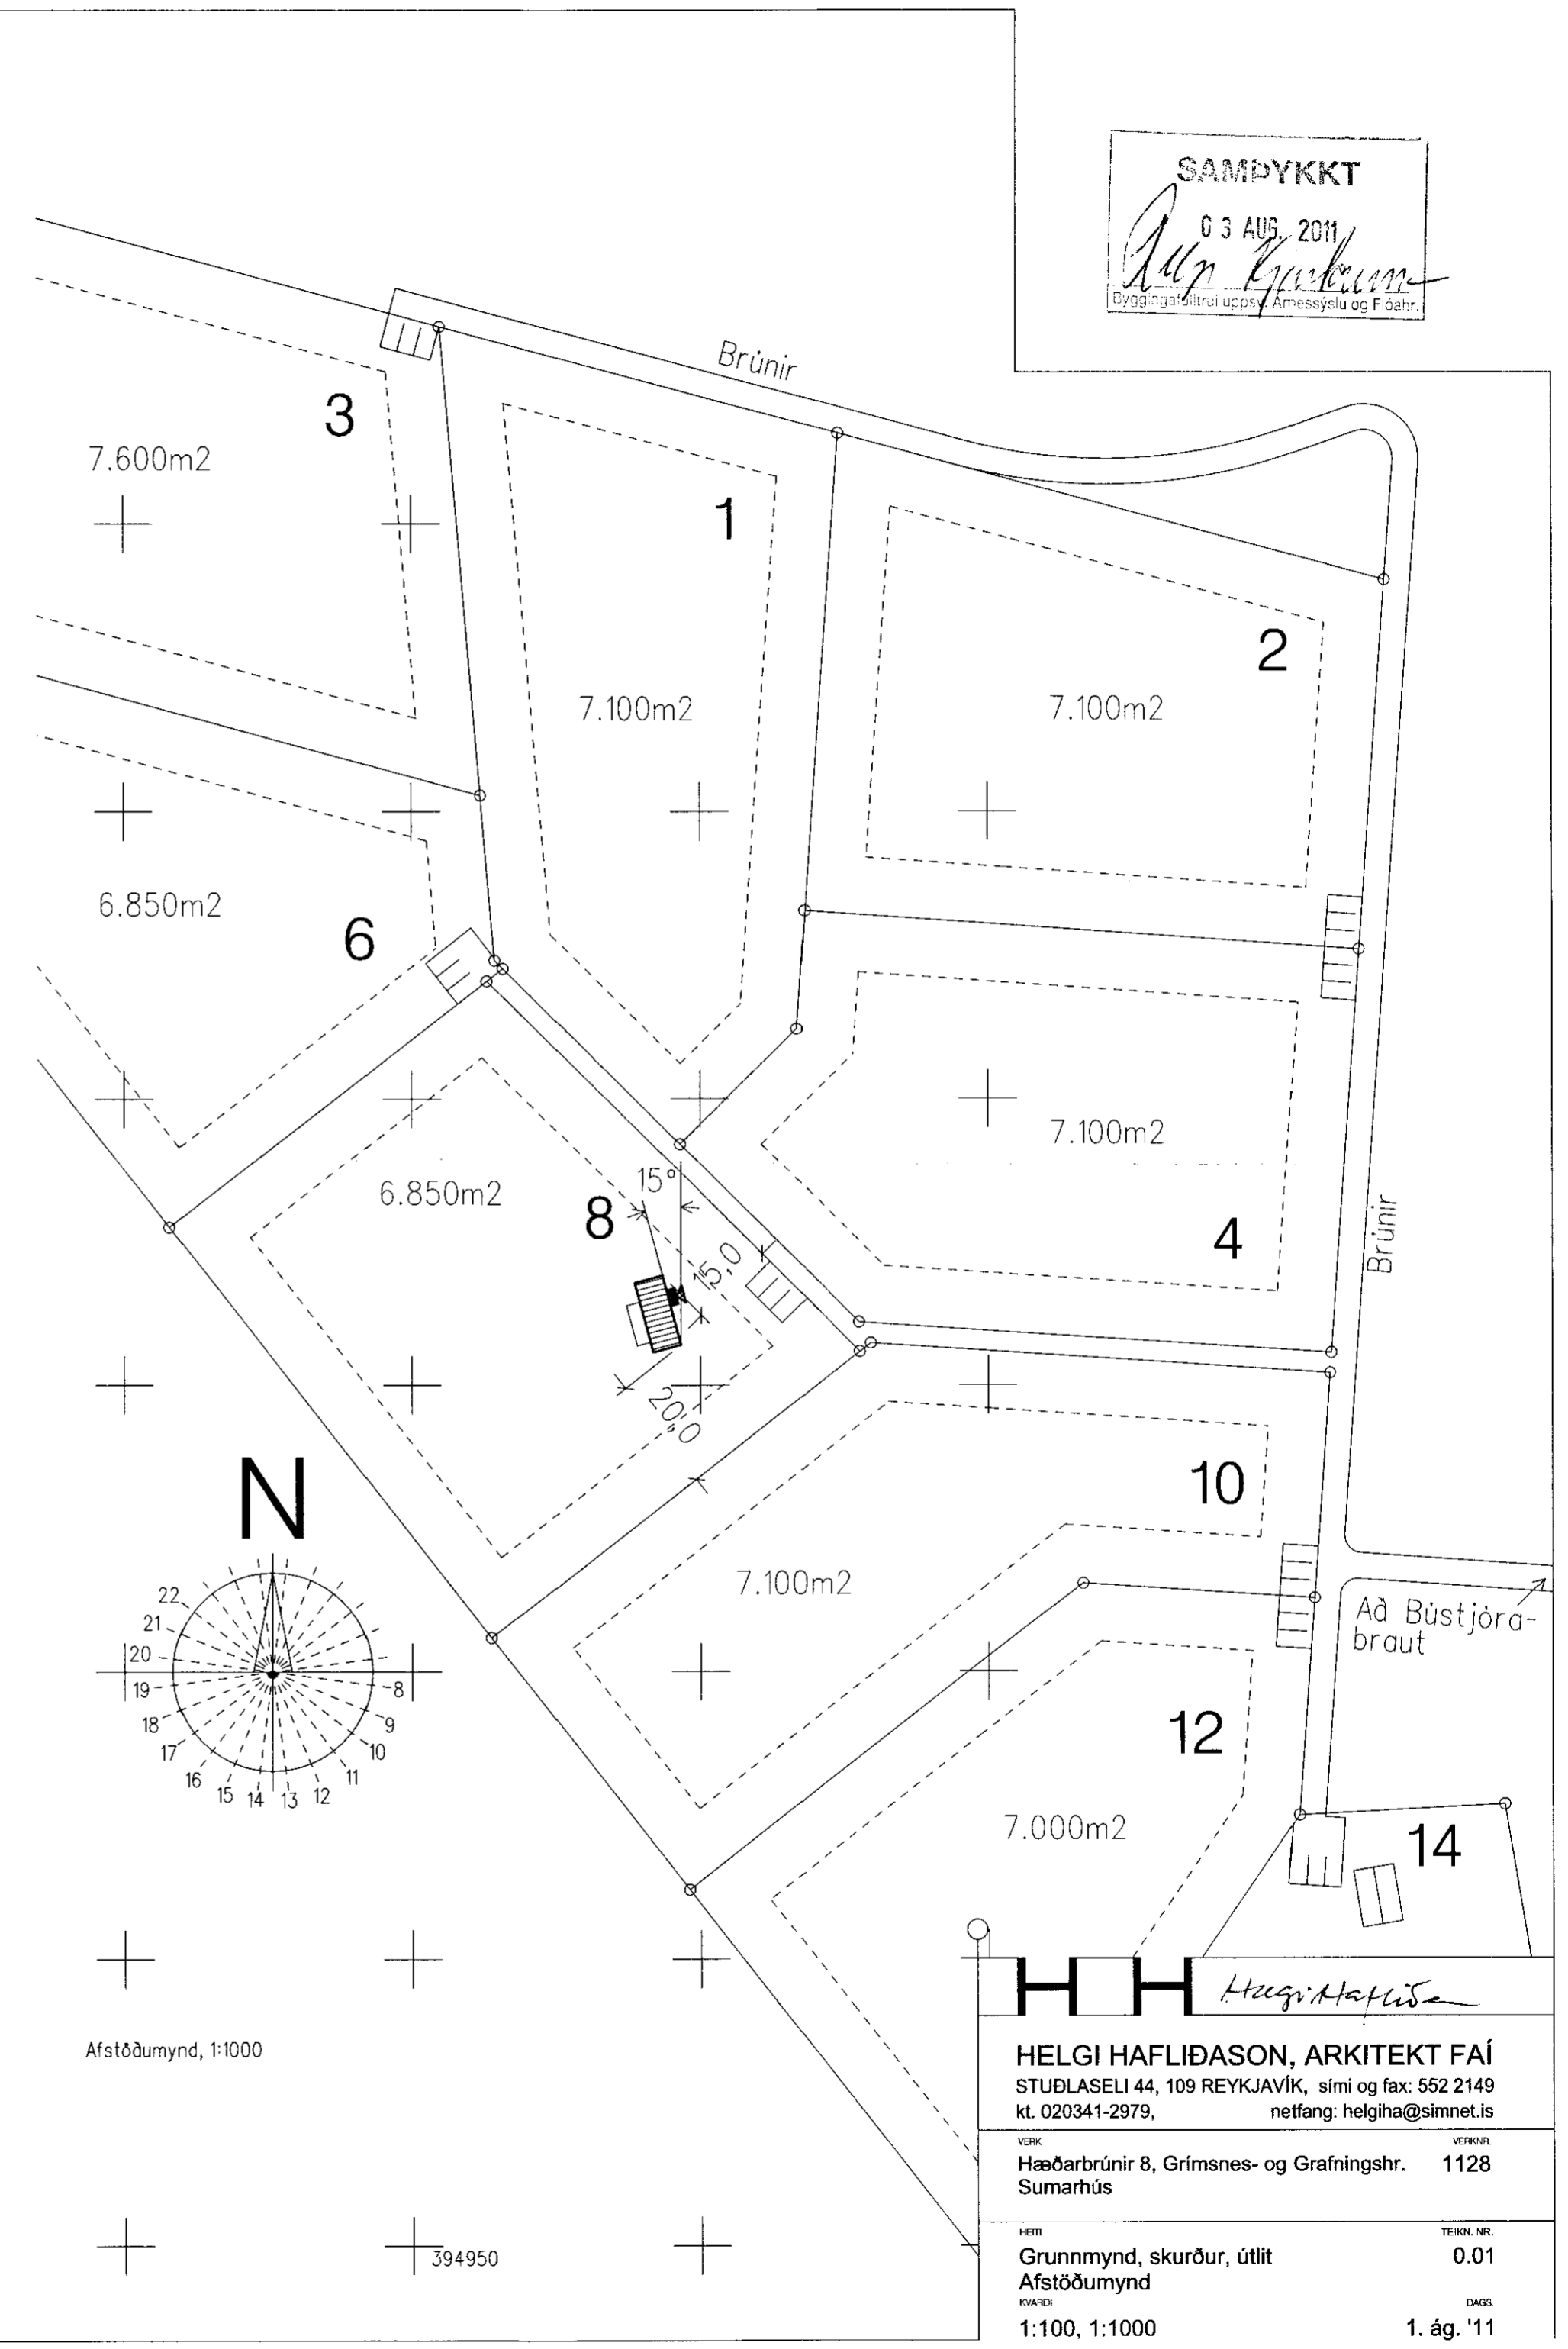 SAMÞYKKT
03 AUG. 2011
Byggingafulltrúi uppsv. Árnessýslu og Flóahr.
Brúnir
3
7.600m2
1
2
7.100m2
7.100m2
6.850m2
6
7.100m2
15°
6.850m2
8
4
Brúnir
15,0
20,0
N
10
7.100m2
22
21
20
19
18
17
16
15
14
13
12
11
10
9
8
Að Bústjóra-
braut
12
7.000m2
14
HH
Afstöðumynd, 1:1000
HELGI HAFLIÐASON, ARKITEKT FAÍ
STUÐLASELI 44, 109 REYKJAVÍK, sími og fax: 552 2149
kt. 020341-2979, netfang: helgiha@simnet.is
VERK VERKNR.
Hæðarbrúnir 8, Grímsnes- og Grafningshr. 1128
Sumarhús
394950
HEITI TEIKN. NR.
Grunnmynd, skurður, útlit 0.01
Afstöðumynd
KVARÐI DAGS.
1:100, 1:1000 1. ág. '11